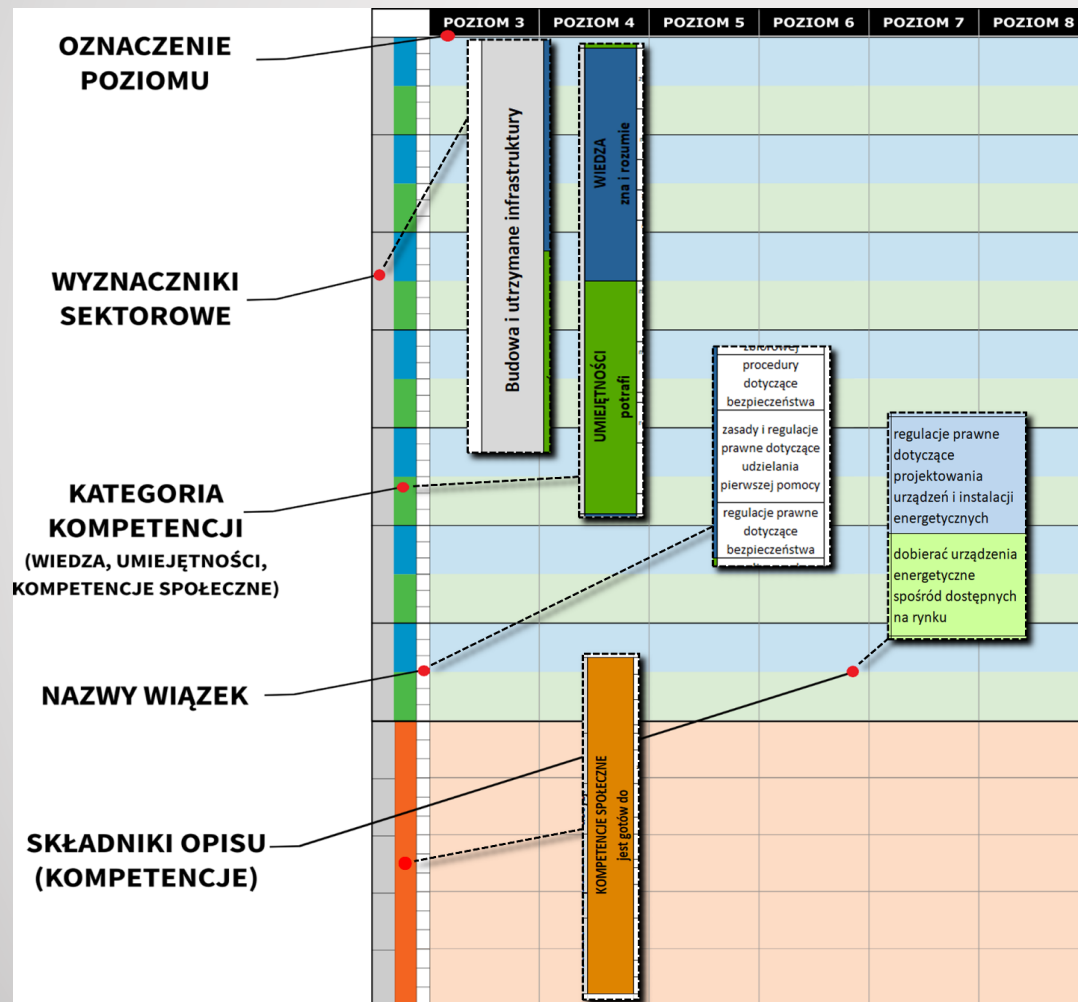 POZIOM 3 POZIOM 4 POZIOM 5 POZIOM 6 POZIOM 7 POZIOM 8
OZNACZENIE
POZIOMU
WYZNACZNIKI
SEKTOROWE
KATEGORIA
KOMPETENCJI
(WIEDZA, UMIEJĘTNOŚCI,
KOMPETENCJE SPOŁECZNE)
NAZWY WIĄZEK
SKŁADNIKI OPISU
(KOMPETENCJE)
Budowa i utrzymane infrastruktury
WIEDZA
zna i rozumie
UMIEJĘTNOŚCI
potrafi
procedury
dotyczące
bezpieczeństwa
zasady i regulacje
prawne dotyczące
udzielania
pierwszej pomocy
regulacje prawne
dotyczące
bezpieczeństwa
regulacje prawne
dotyczące
projektowania
urządzeń i instalacji
energetycznych
dobierać urządzenia
energetyczne
spośród dostępnych
na rynku
KOMPETENCJE SPOŁECZNE
jest gotów do